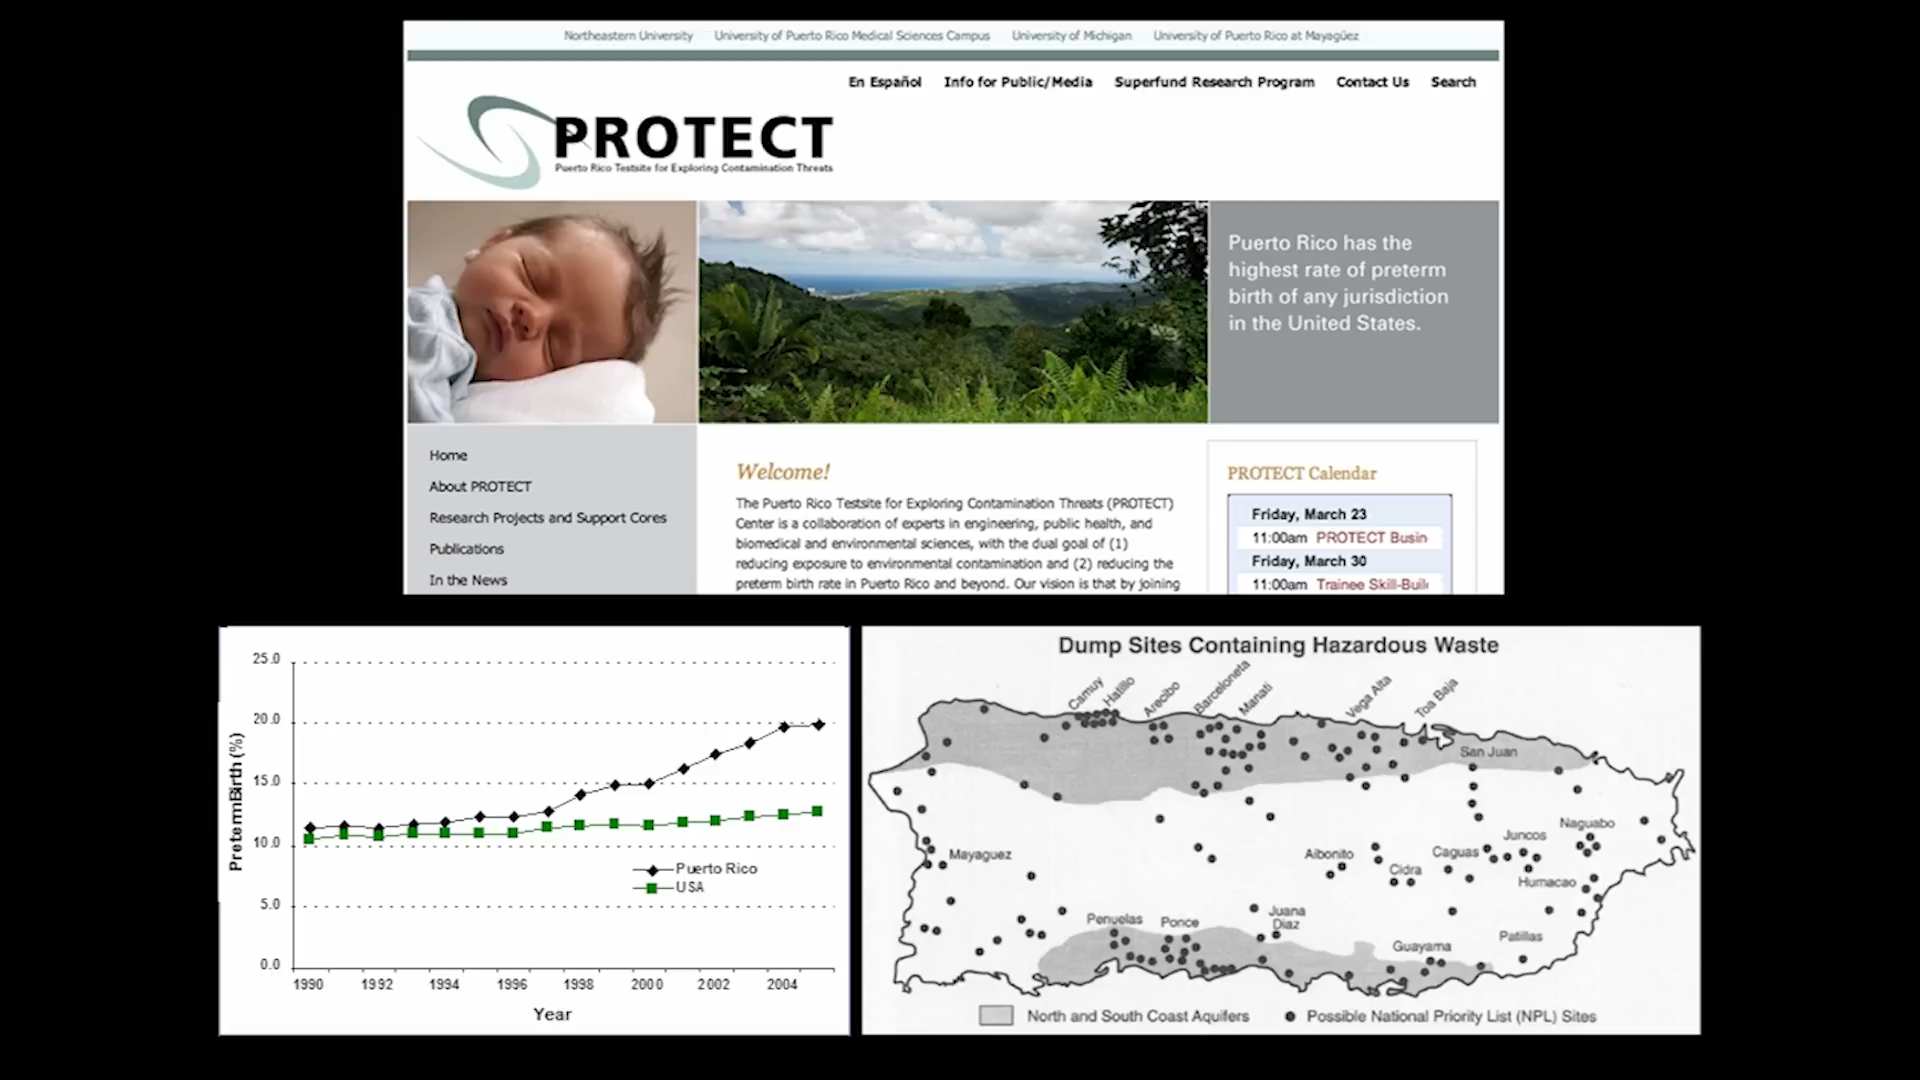 Northeastern University University of Puerto Rico Medical Sciences Campus University of Michigan University of Puerto Rico at Mayagüez
En Español Info for Public/Media Superfund Research Program Contact Us Search
PROTECT
Puerto Rico Testsite for Exploring Contamination Threats
Puerto Rico has the
highest rate of preterm
birth of any jurisdiction
in the United States.
Home
About PROTECT
Research Projects and Support Cores
Publications
In the News
Welcome!
The Puerto Rico Testsite for Exploring Contamination Threats (PROTECT)
Center is a collaboration of experts in engineering, public health, and
biomedical and environmental sciences, with the dual goal of (1)
reducing exposure to environmental contamination and (2) reducing the
preterm birth rate in Puerto Rico and beyond. Our vision is that by joining
PROTECT Calendar
Friday, March 23
11:00am PROTECT Busin
Friday, March 30
11:00am Trainee Skill-Buil
25.0
20.0
15.0
10.0
5.0
0.0
Preterm Birth (%)
Puerto Rico
USA
1990 1992 1994 1996 1998 2000 2002 2004
Year
Dump Sites Containing Hazardous Waste
Camuy
Hatillo
Arecibo
Barceloneta
Manati
Vega Alta
Toa Baja
San Juan
Naguabo
Juncos
Mayaguez
Aibonito
Caguas
Cidra
Humacao
Penuelas
Ponce
Juana
Diaz
Guayama
Patillas
North and South Coast Aquifers
Possible National Priority List (NPL) Sites